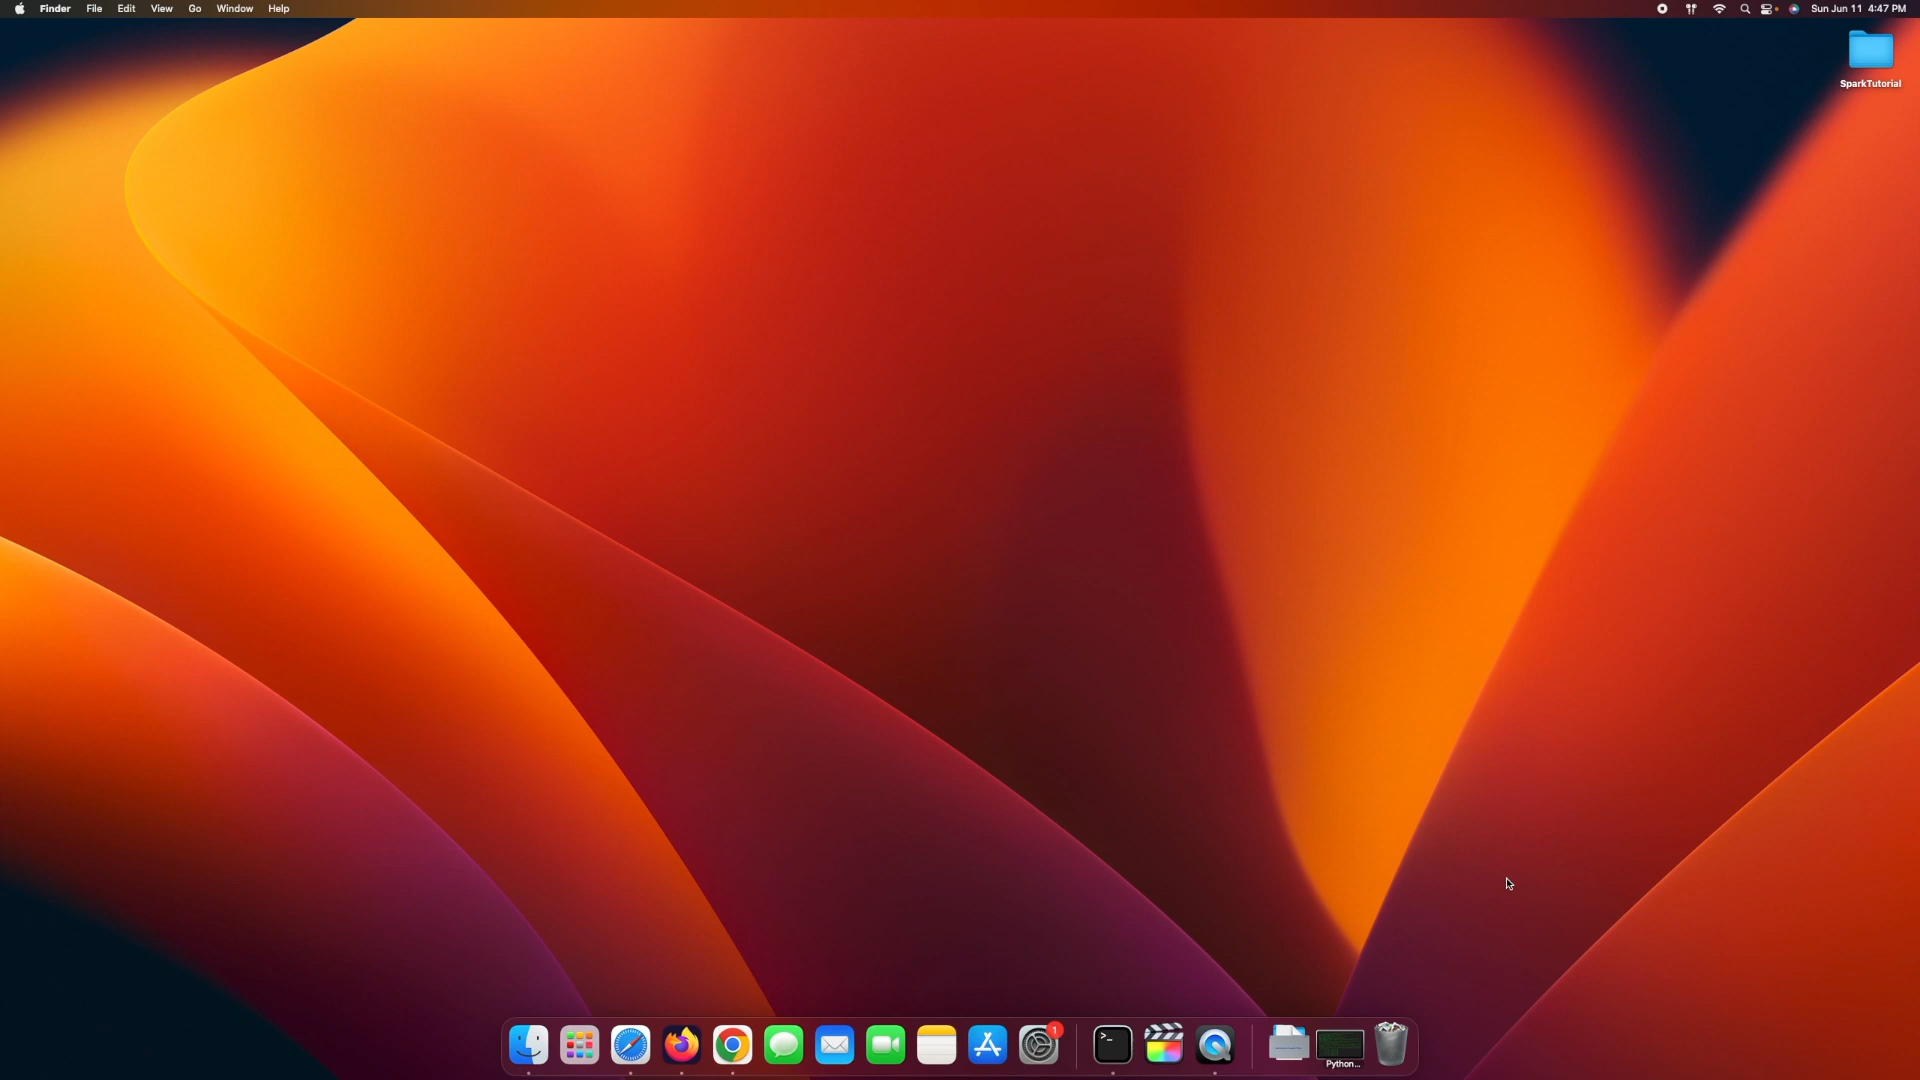 Finder File Edit View Go Window Help
Sun Jun 11 4:47 PM
SparkTutorial
1
>_
Python...